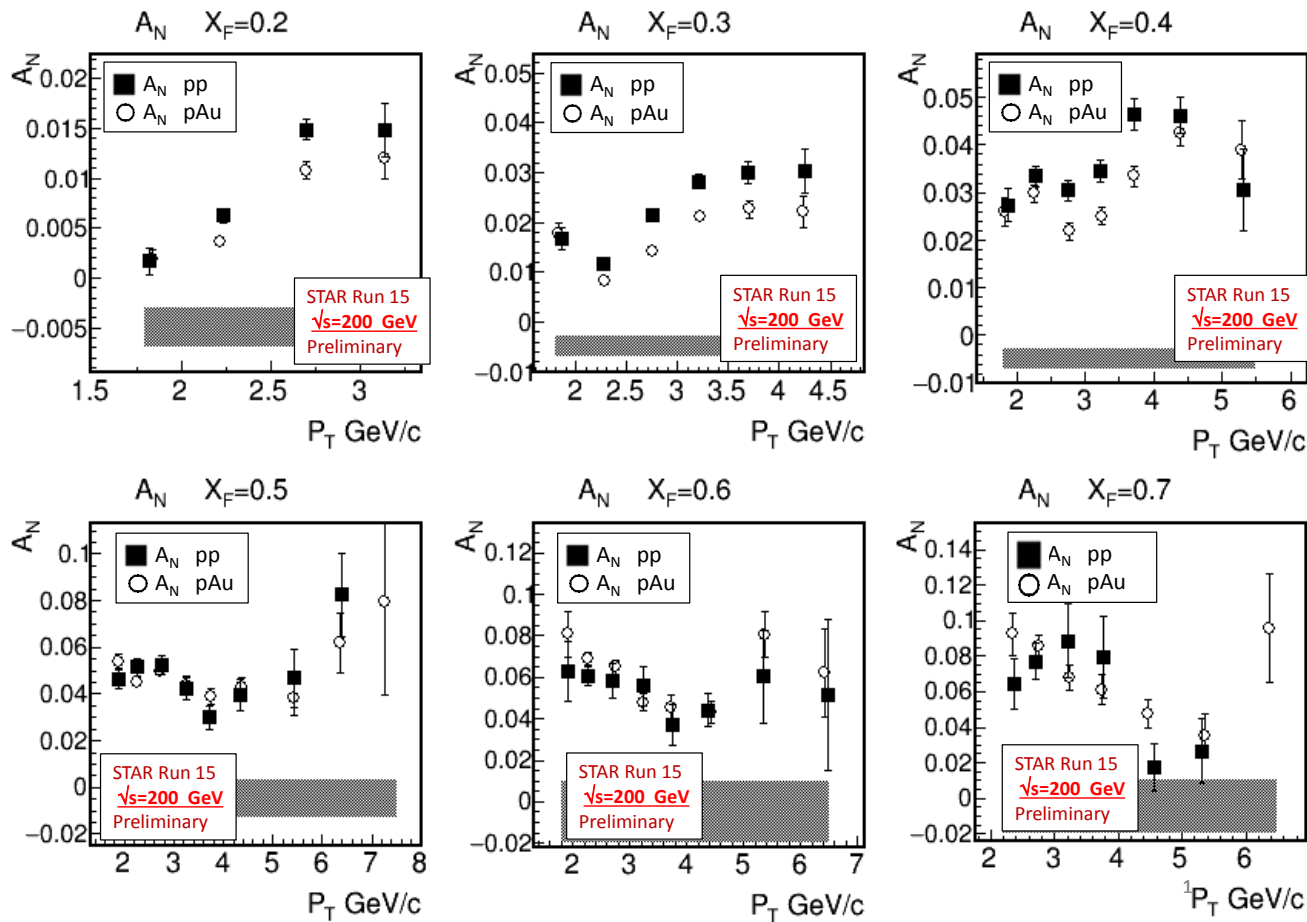 A_N X_F=0.2
A_N
0.02
0.015
0.01
0.005
0
−0.005
A_N pp
A_N pAu
STAR Run 15
√s=200 GeV
Preliminary
1.5 2 2.5 3
P_T GeV/c
A_N X_F=0.3
A_N
0.05
0.04
0.03
0.02
0.01
0
−0.01
A_N pp
A_N pAu
STAR Run 15
√s=200 GeV
Preliminary
2 2.5 3 3.5 4 4.5
P_T GeV/c
A_N X_F=0.4
A_N
0.05
0.04
0.03
0.02
0.01
0
−0.01
A_N pp
A_N pAu
STAR Run 15
√s=200 GeV
Preliminary
2 3 4 5 6
P_T GeV/c
A_N X_F=0.5
A_N
0.1
0.08
0.06
0.04
0.02
0
−0.02
A_N pp
A_N pAu
STAR Run 15
√s=200 GeV
Preliminary
2 3 4 5 6 7 8
P_T GeV/c
A_N X_F=0.6
A_N
0.12
0.1
0.08
0.06
0.04
0.02
0
−0.02
A_N pp
A_N pAu
STAR Run 15
√s=200 GeV
Preliminary
2 3 4 5 6 7
P_T GeV/c
A_N X_F=0.7
A_N
0.14
0.12
0.1
0.08
0.06
0.04
0.02
0
−0.02
A_N pp
A_N pAu
STAR Run 15
√s=200 GeV
Preliminary
2 3 4 5 6
1
P_T GeV/c